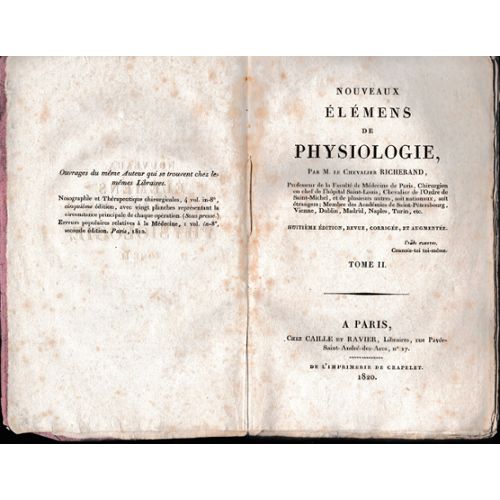 Ouvrages du même Auteur qui se trouvent chez les
mêmes Libraires.
Nosographie et Thérapeutique chirurgicales, 4 vol. in-8°,
cinquième édition, avec vingt planches représentant la
circonstance principale de chaque opération. (Sous presse.)
Erreurs populaires relatives à la Médecine, 1 vol. in-8°,
seconde édition. Paris, 1812.
NOUVEAUX
ÉLÉMENS
DE
PHYSIOLOGIE,
PAR M. LE CHEVALIER RICHERAND,
Professeur de la Faculté de Médecine de Paris, Chirurgien
en chef de l'hôpital Saint-Louis, Chevalier de l'Ordre de
Saint-Michel, et de plusieurs autres, soit nationaux, soit
étrangers; Membre des Académies de Saint-Pétersbourg,
Vienne, Dublin, Madrid, Naples, Turin, etc.
HUITIÈME ÉDITION, REVUE, CORRIGÉE, ET AUGMENTÉE.
Connais-toi toi-même.
TOME II.
A PARIS,
CHEZ CAILLE ET RAVIER, Libraires, rue Pavée-
Saint-André-des-Arcs, n° 17.
DE L'IMPRIMERIE DE CRAPELET.
1820.